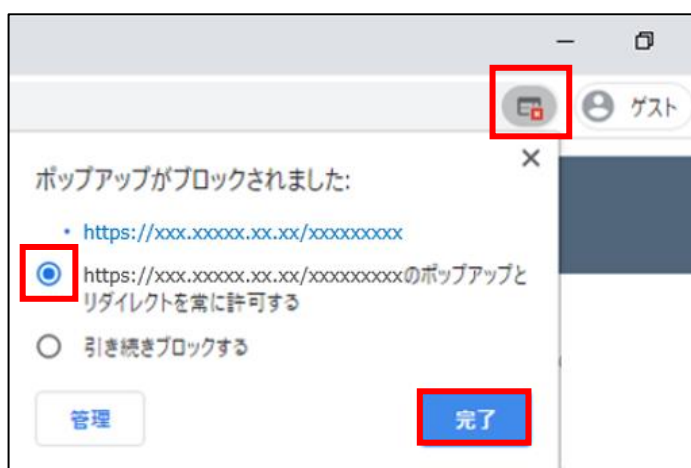 ゲスト
ポップアップがブロックされました:
• https://xxx.xxxxx.xx.xx/xxxxxxxxx
https://xxx.xxxxx.xx.xx/xxxxxxxxxのポップアップと
リダイレクトを常に許可する
引き続きブロックする
管理
完了